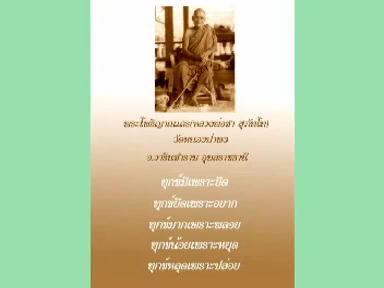 พระโพธิญาณเถระ(หลวงพ่อชา สุภัทโท)
วัดหนองป่าพง
อ.วารินชำราบ อุบลราชธานี
ทุกข์มีเพราะยึด
ทุกข์ยืดเพราะอยาก
ทุกข์มากเพราะพลอย
ทุกข์น้อยเพราะหยุด
ทุกข์หลุดเพราะปล่อย